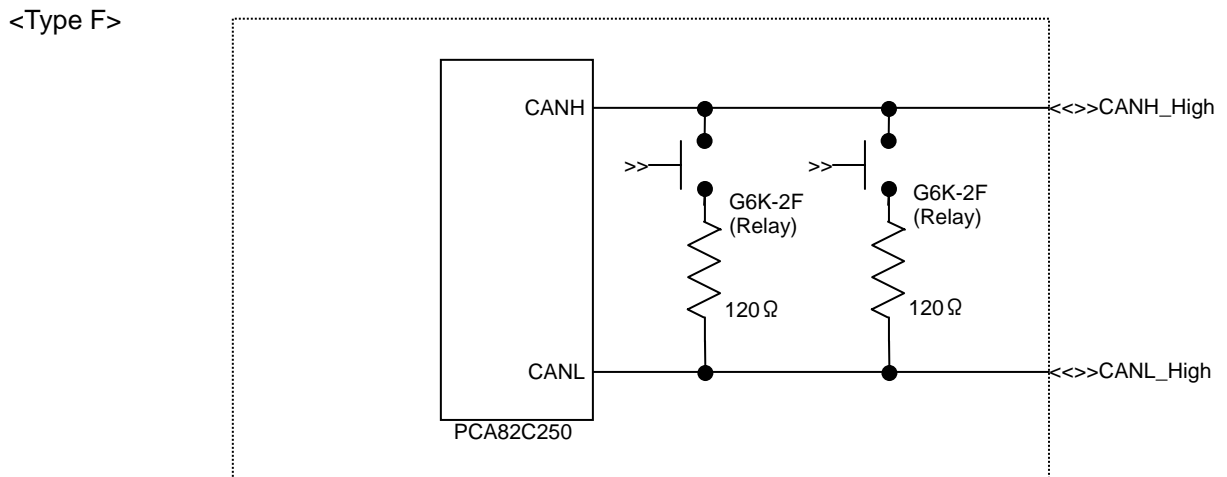 <Type F>
CANH
<<>>CANH_High
>>
>>
G6K-2F
(Relay)
G6K-2F
(Relay)
120Ω
120Ω
CANL
<<>>CANL_High
PCA82C250